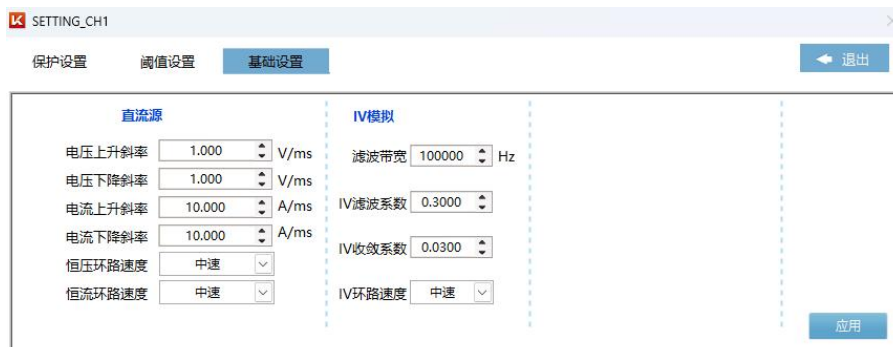 SETTING_CH1
保护设置 阈值设置 基础设置 退出
直流源 IV模拟
电压上升斜率 1.000 V/ms 滤波带宽 100000 Hz
电压下降斜率 1.000 V/ms
电流上升斜率 10.000 A/ms IV滤波系数 0.3000
电流下降斜率 10.000 A/ms IV收敛系数 0.0300
恒压环路速度 中速
恒流环路速度 中速 IV环路速度 中速
应用